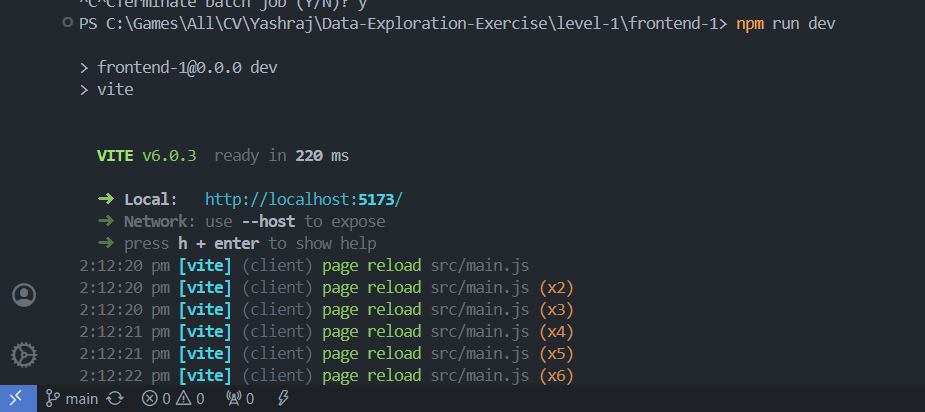 ^C^CTerminate batch job (Y/N)? y
PS C:\Games\All\CV\Yashraj\Data-Exploration-Exercise\level-1\frontend-1> npm run dev
> frontend-1@0.0.0 dev
> vite
VITE v6.0.3 ready in 220 ms
➜ Local: http://localhost:5173/
➜ Network: use --host to expose
➜ press h + enter to show help
2:12:20 pm [vite] (client) page reload src/main.js
2:12:20 pm [vite] (client) page reload src/main.js (x2)
2:12:20 pm [vite] (client) page reload src/main.js (x3)
2:12:21 pm [vite] (client) page reload src/main.js (x4)
2:12:21 pm [vite] (client) page reload src/main.js (x5)
2:12:22 pm [vite] (client) page reload src/main.js (x6)
main 0 0 0